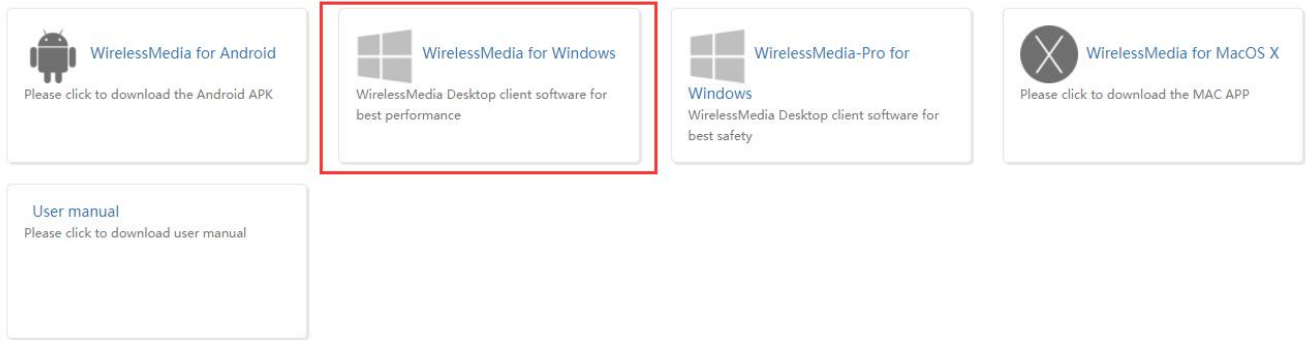 WirelessMedia for Android
Please click to download the Android APK
WirelessMedia for Windows
WirelessMedia Desktop client software for
best performance
WirelessMedia-Pro for
Windows
WirelessMedia Desktop client software for
best safety
WirelessMedia for MacOS X
Please click to download the MAC APP
User manual
Please click to download user manual